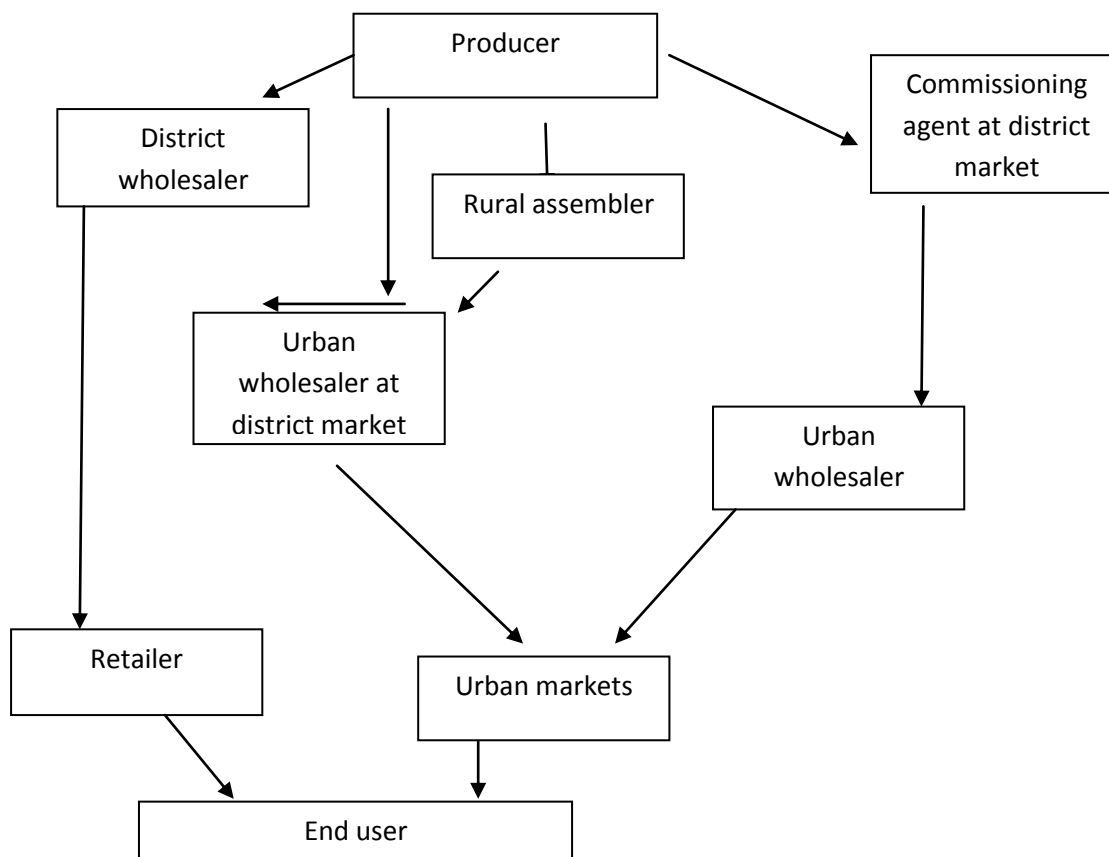 Producer
Commissioning
agent at district
market
District
wholesaler
Rural assembler
Urban
wholesaler at
district market
Urban
wholesaler
Retailer
Urban markets
End user